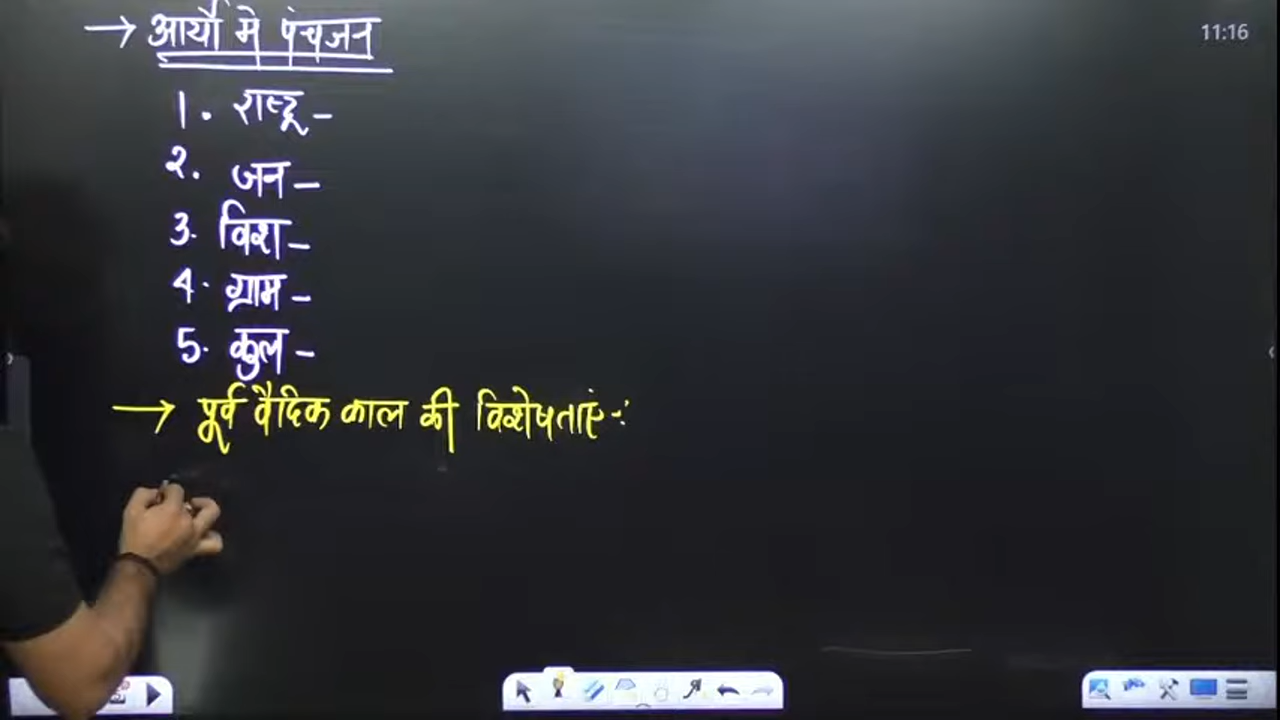 → आर्यो मे पंचजन
11:16
1. राष्ट्र -
2. जन -
3. विश -
4. ग्राम -
5. कुल -
→ पूर्व वैदिक काल की विशेषताएं -: